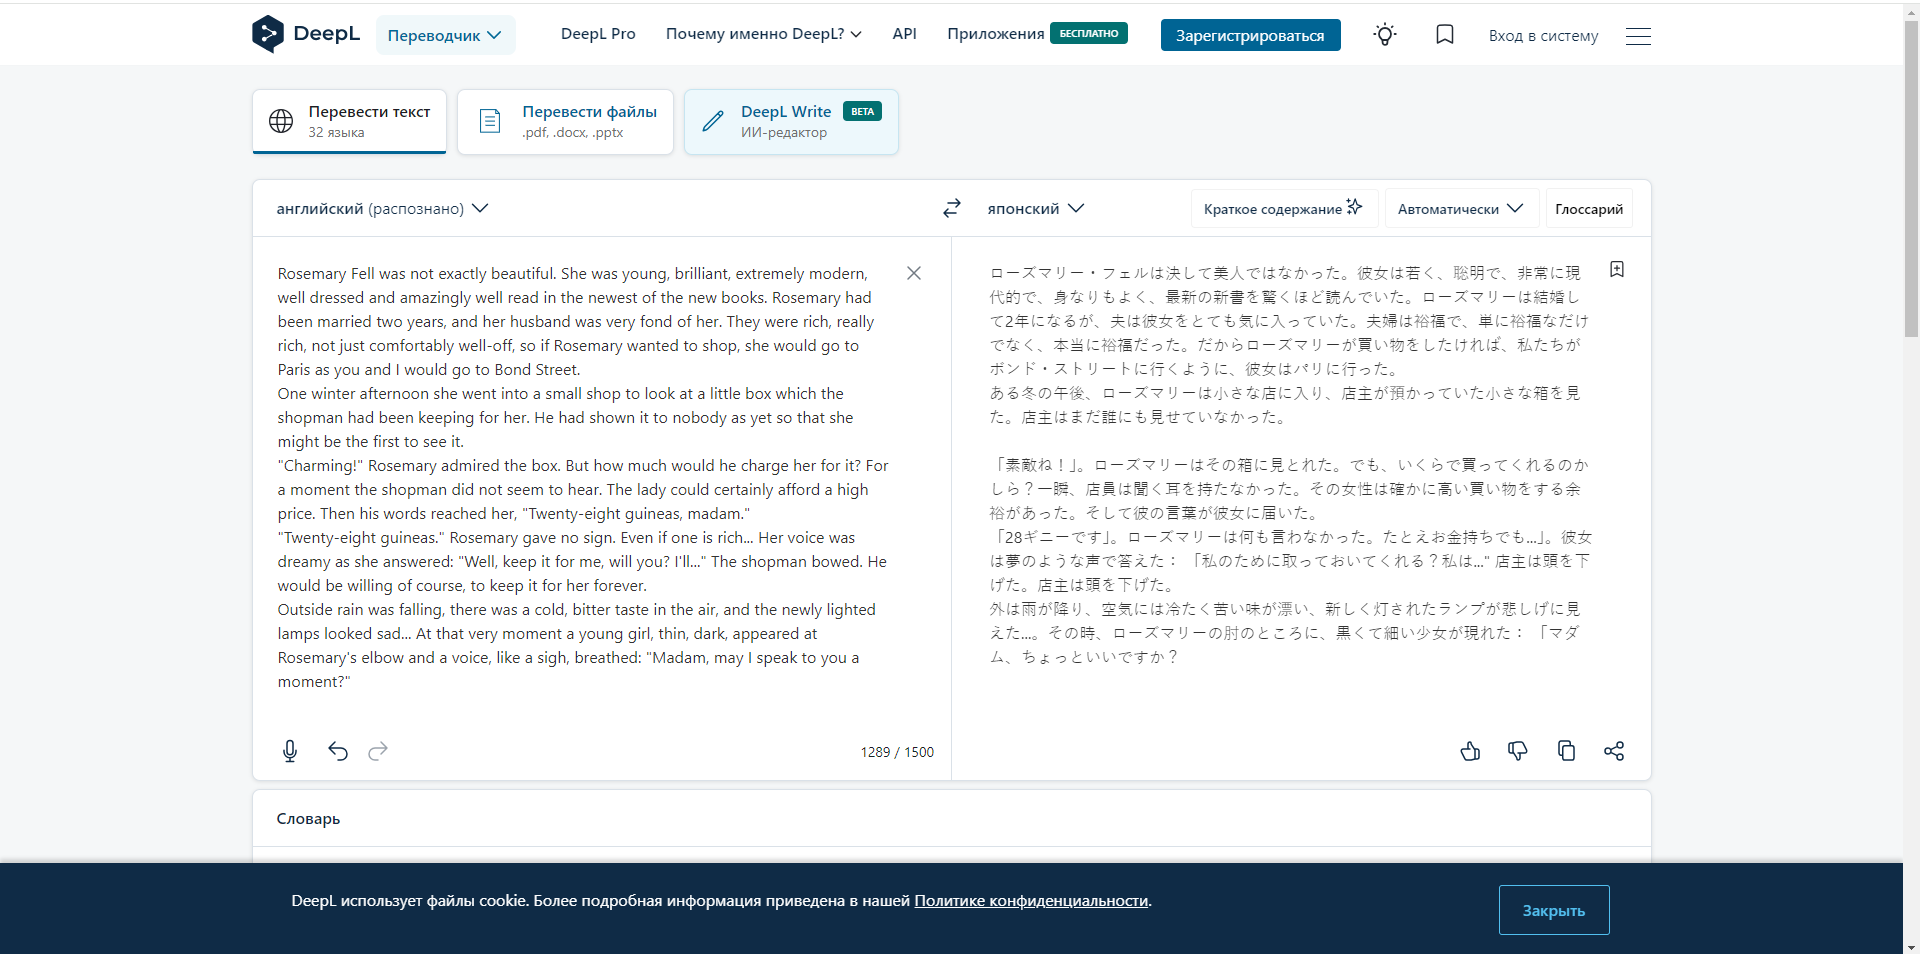 DeepL
Переводчик
DeepL Pro
Почему именно DeepL?
API
Приложения
БЕСПЛАТНО
Зарегистрироваться
Вход в систему
Перевести текст
32 языка
Перевести файлы
.pdf, .docx, .pptx
DeepL Write
BETA
ИИ-редактор
английский (распознано)
японский
Краткое содержание
Автоматически
Глоссарий
Rosemary Fell was not exactly beautiful. She was young, brilliant, extremely modern,
well dressed and amazingly well read in the newest of the new books. Rosemary had
been married two years, and her husband was very fond of her. They were rich, really
rich, not just comfortably well-off, so if Rosemary wanted to shop, she would go to
Paris as you and I would go to Bond Street.
One winter afternoon she went into a small shop to look at a little box which the
shopman had been keeping for her. He had shown it to nobody as yet so that she
might be the first to see it.
"Charming!" Rosemary admired the box. But how much would he charge her for it? For
a moment the shopman did not seem to hear. The lady could certainly afford a high
price. Then his words reached her, "Twenty-eight guineas, madam."
"Twenty-eight guineas." Rosemary gave no sign. Even if one is rich... Her voice was
dreamy as she answered: "Well, keep it for me, will you? I'll..." The shopman bowed. He
would be willing of course, to keep it for her forever.
Outside rain was falling, there was a cold, bitter taste in the air, and the newly lighted
lamps looked sad... At that very moment a young girl, thin, dark, appeared at
Rosemary's elbow and a voice, like a sigh, breathed: "Madam, may I speak to you a
moment?"
1289 / 1500
ローズマリー・フェルは決して美人ではなかった。彼女は若く、聡明で、非常に現
代的で、身なりもよく、最新の新書を驚くほど読んでいた。ローズマリーは結婚し
て2年になるが、夫は彼女をとても気に入っていた。夫婦は裕福で、単に裕福なだけ
でなく、本当に裕福だった。だからローズマリーが買い物をしたければ、私たちが
ボンド・ストリートに行くように、彼女はパリに行った。
ある冬の午後、ローズマリーは小さな店に入り、店主が預かっていた小さな箱を見
た。店主はまだ誰にも見せていなかった。
「素敵ね！」。ローズマリーはその箱に見とれた。でも、いくらで買ってくれるのか
しら？一瞬、店員は聞く耳を持たなかった。その女性は確かに高い買い物をする余
裕があった。そして彼の言葉が彼女に届いた。
「28ギニーです」。ローズマリーは何も言わなかった。たとえお金持ちでも...」。彼女
は夢のような声で答えた：「私のために取っておいてくれる？私は..." 店主は頭を下
げた。店主は頭を下げた。
外は雨が降り、空気には冷たく苦い味が漂い、新しく灯されたランプが悲しげに見
えた...。その時、ローズマリーの肘のところに、黒くて細い少女が現れた：「マダ
ム、ちょっといいですか？
Словарь
DeepL использует файлы cookie. Более подробная информация приведена в нашей Политике конфиденциальности.
Закрыть